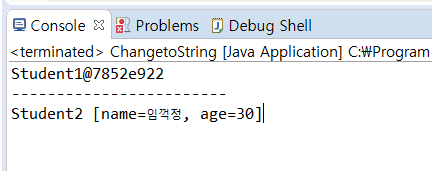 Console Problems Debug Shell
<terminated> ChangetoString [Java Application] C:\Program
Student1@7852e922
------------------------
Student2 [name=임꺽정, age=30]